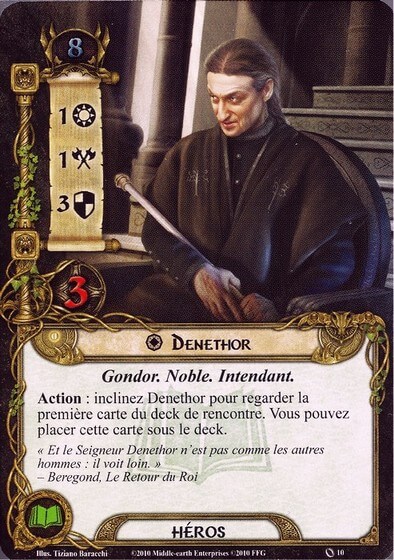 8
1
1
3
3
Denethor
Gondor. Noble. Intendant.
Action : inclinez Denethor pour regarder la
première carte du deck de rencontre. Vous pouvez
placer cette carte sous le deck.
« Et le Seigneur Denethor n'est pas comme les autres
hommes : il voit loin. »
– Beregond, Le Retour du Roi
HÉROS
Illus. Tiziano Baracchi ©2010 Middle-earth Enterprises ©2010 FFG 10